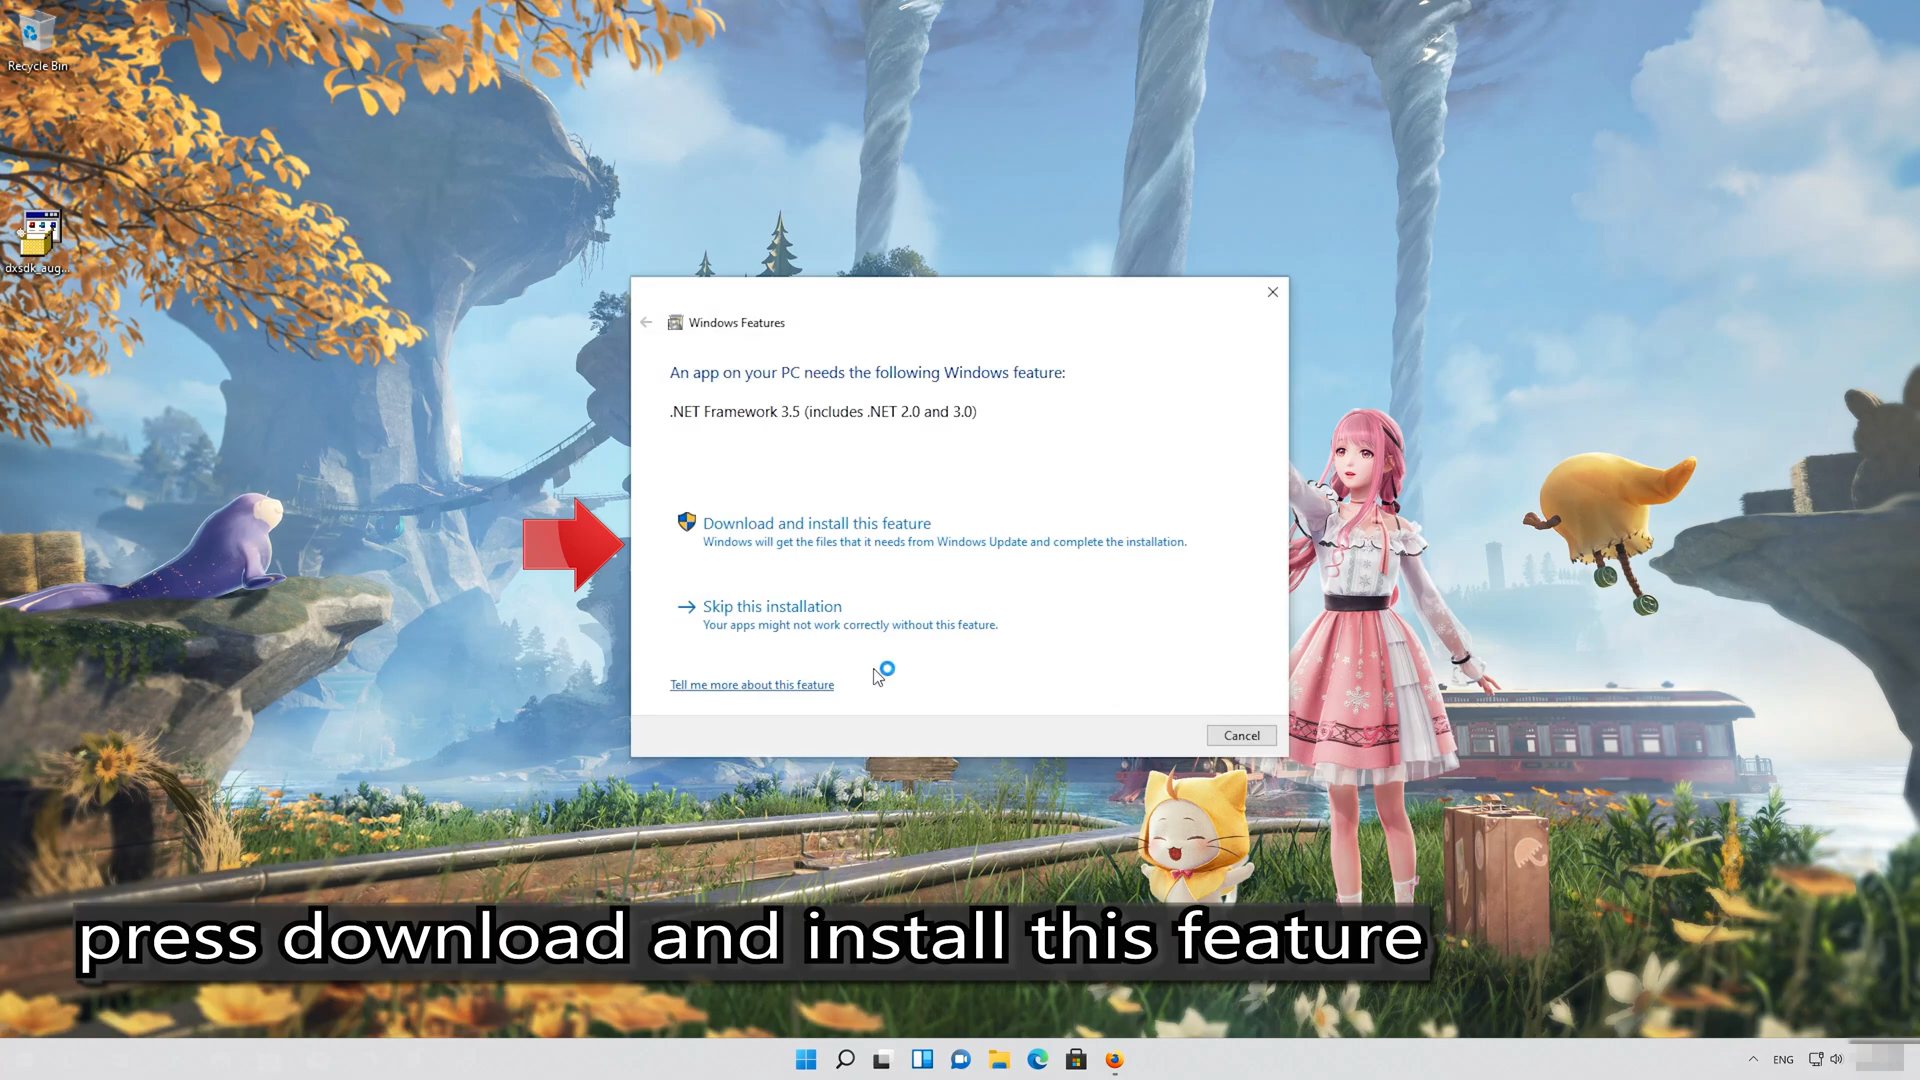 Recycle Bin
dxsdk_aug...
Windows Features
An app on your PC needs the following Windows feature:
.NET Framework 3.5 (includes .NET 2.0 and 3.0)
Download and install this feature
Windows will get the files that it needs from Windows Update and complete the installation.
Skip this installation
Your apps might not work correctly without this feature.
Tell me more about this feature
Cancel
press download and install this feature
ENG